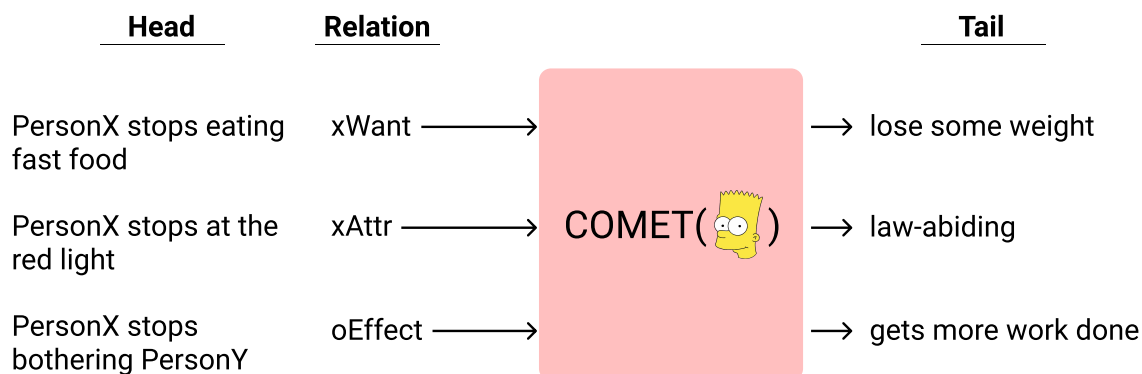 Head Relation Tail
PersonX stops eating xWant lose some weight
fast food
COMET( )
PersonX stops at the xAttr law-abiding
red light
PersonX stops oEffect gets more work done
bothering PersonY